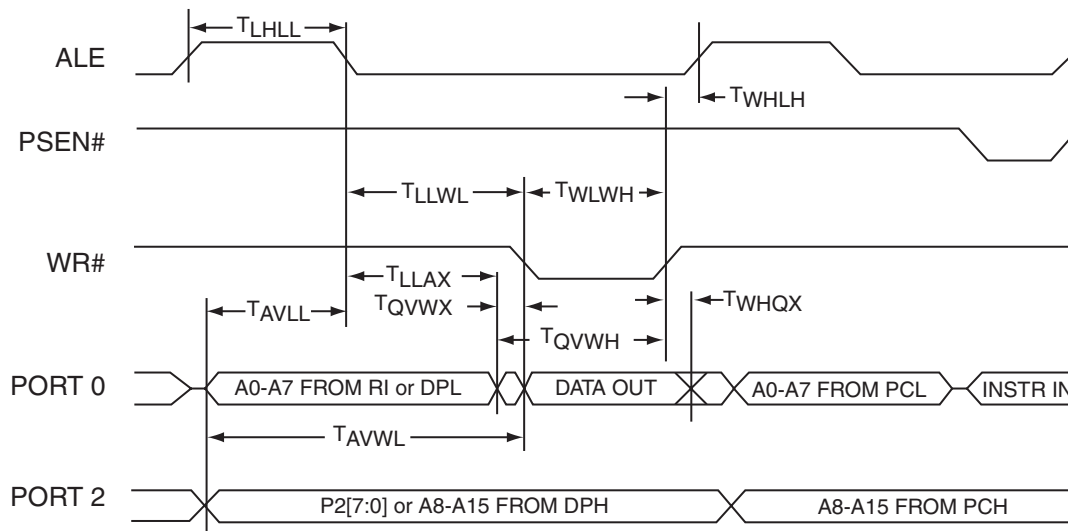 TLHLL
ALE
TWHLH
PSEN#
TLLWL
TWLWH
WR#
TLLAX
TQVWX
TWHQX
TAVLL
TQVWH
PORT 0
A0-A7 FROM RI or DPL
DATA OUT
A0-A7 FROM PCL
INSTR IN
TAVWL
PORT 2
P2[7:0] or A8-A15 FROM DPH
A8-A15 FROM PCH